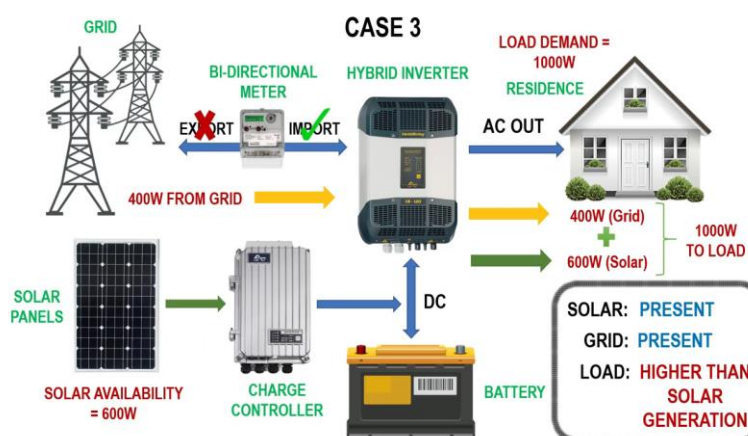 CASE 3
GRID
BI-DIRECTIONAL
METER
HYBRID INVERTER
LOAD DEMAND =
1000W
RESIDENCE
EXPORT
IMPORT
AC OUT
400W FROM GRID
400W (Grid)
+
600W (Solar)
1000W
TO LOAD
SOLAR
PANELS
DC
SOLAR AVAILABILITY
= 600W
CHARGE
CONTROLLER
BATTERY
SOLAR: PRESENT
GRID: PRESENT
LOAD: HIGHER THAN
SOLAR
GENERATION